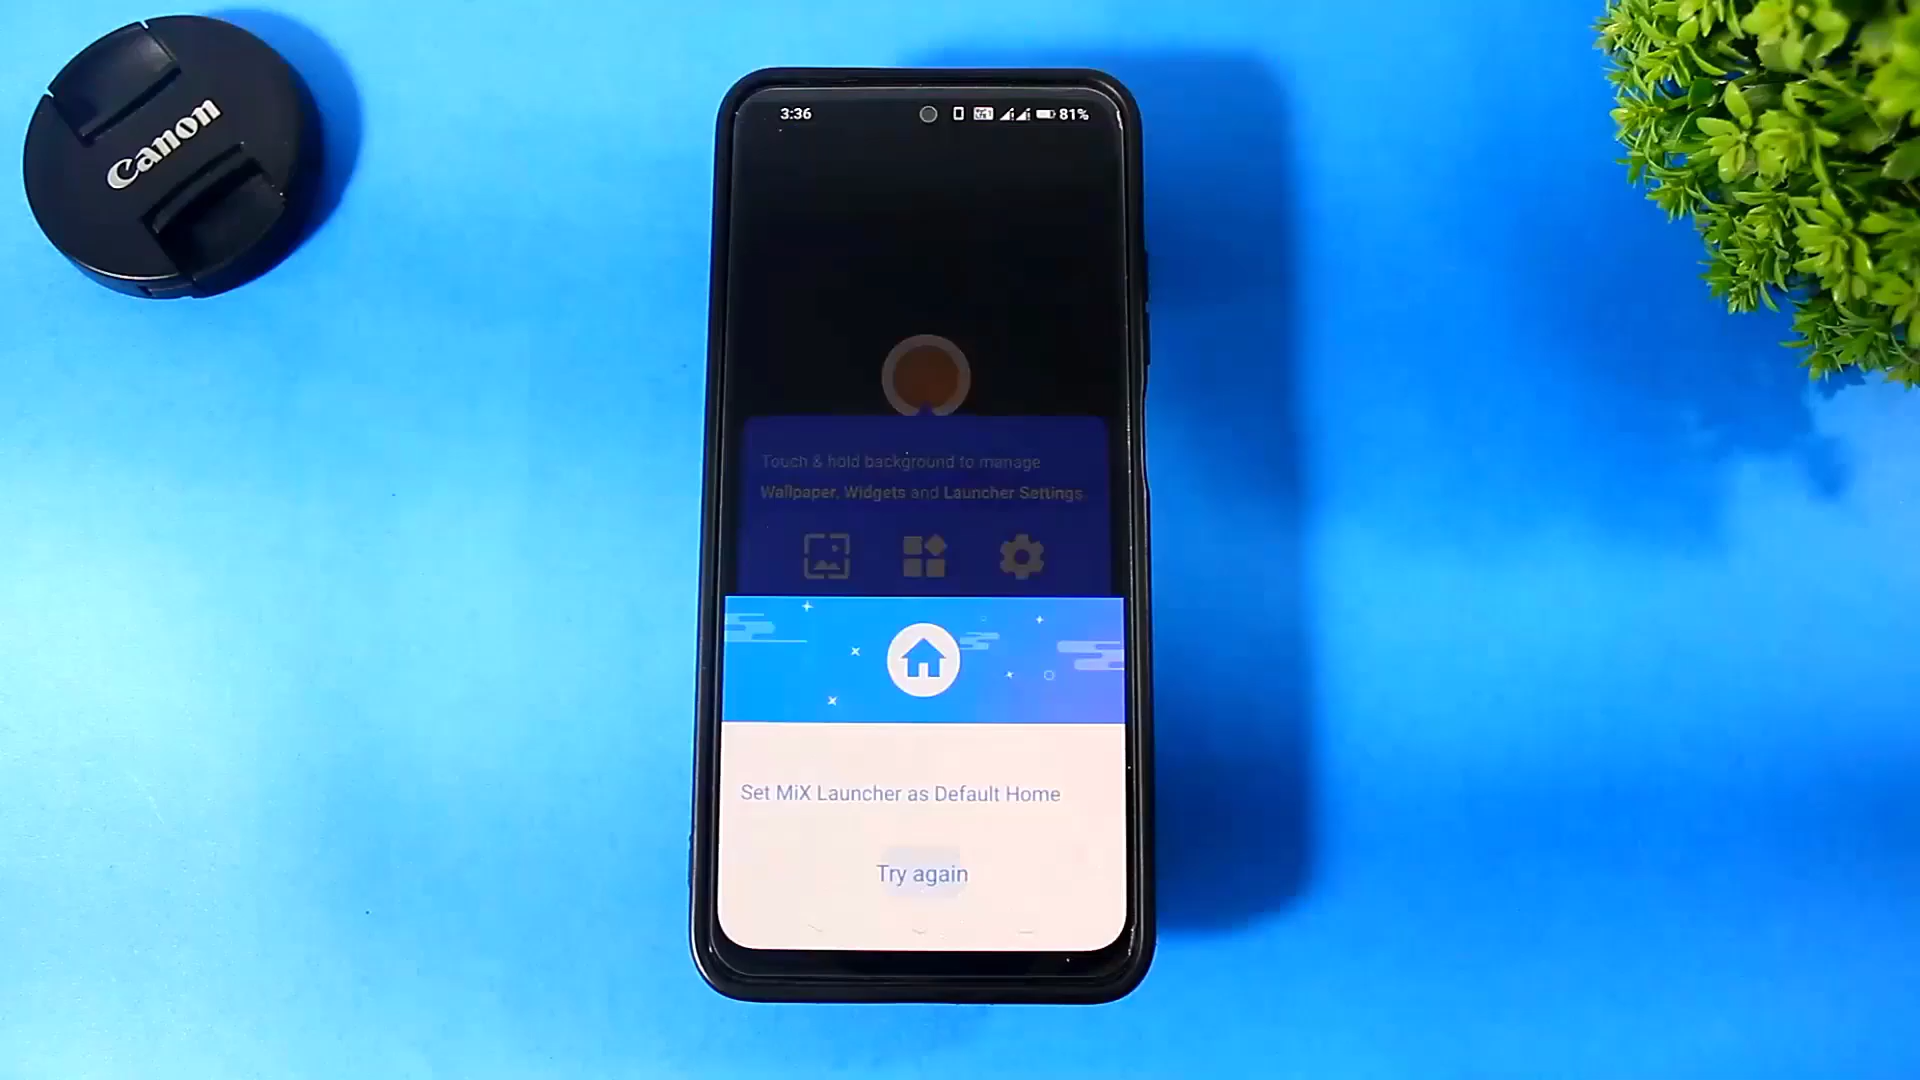 Canon
3:36
81%
Touch & hold background to manage
Wallpaper, Widgets and Launcher Settings
Set MiX Launcher as Default Home
Try again